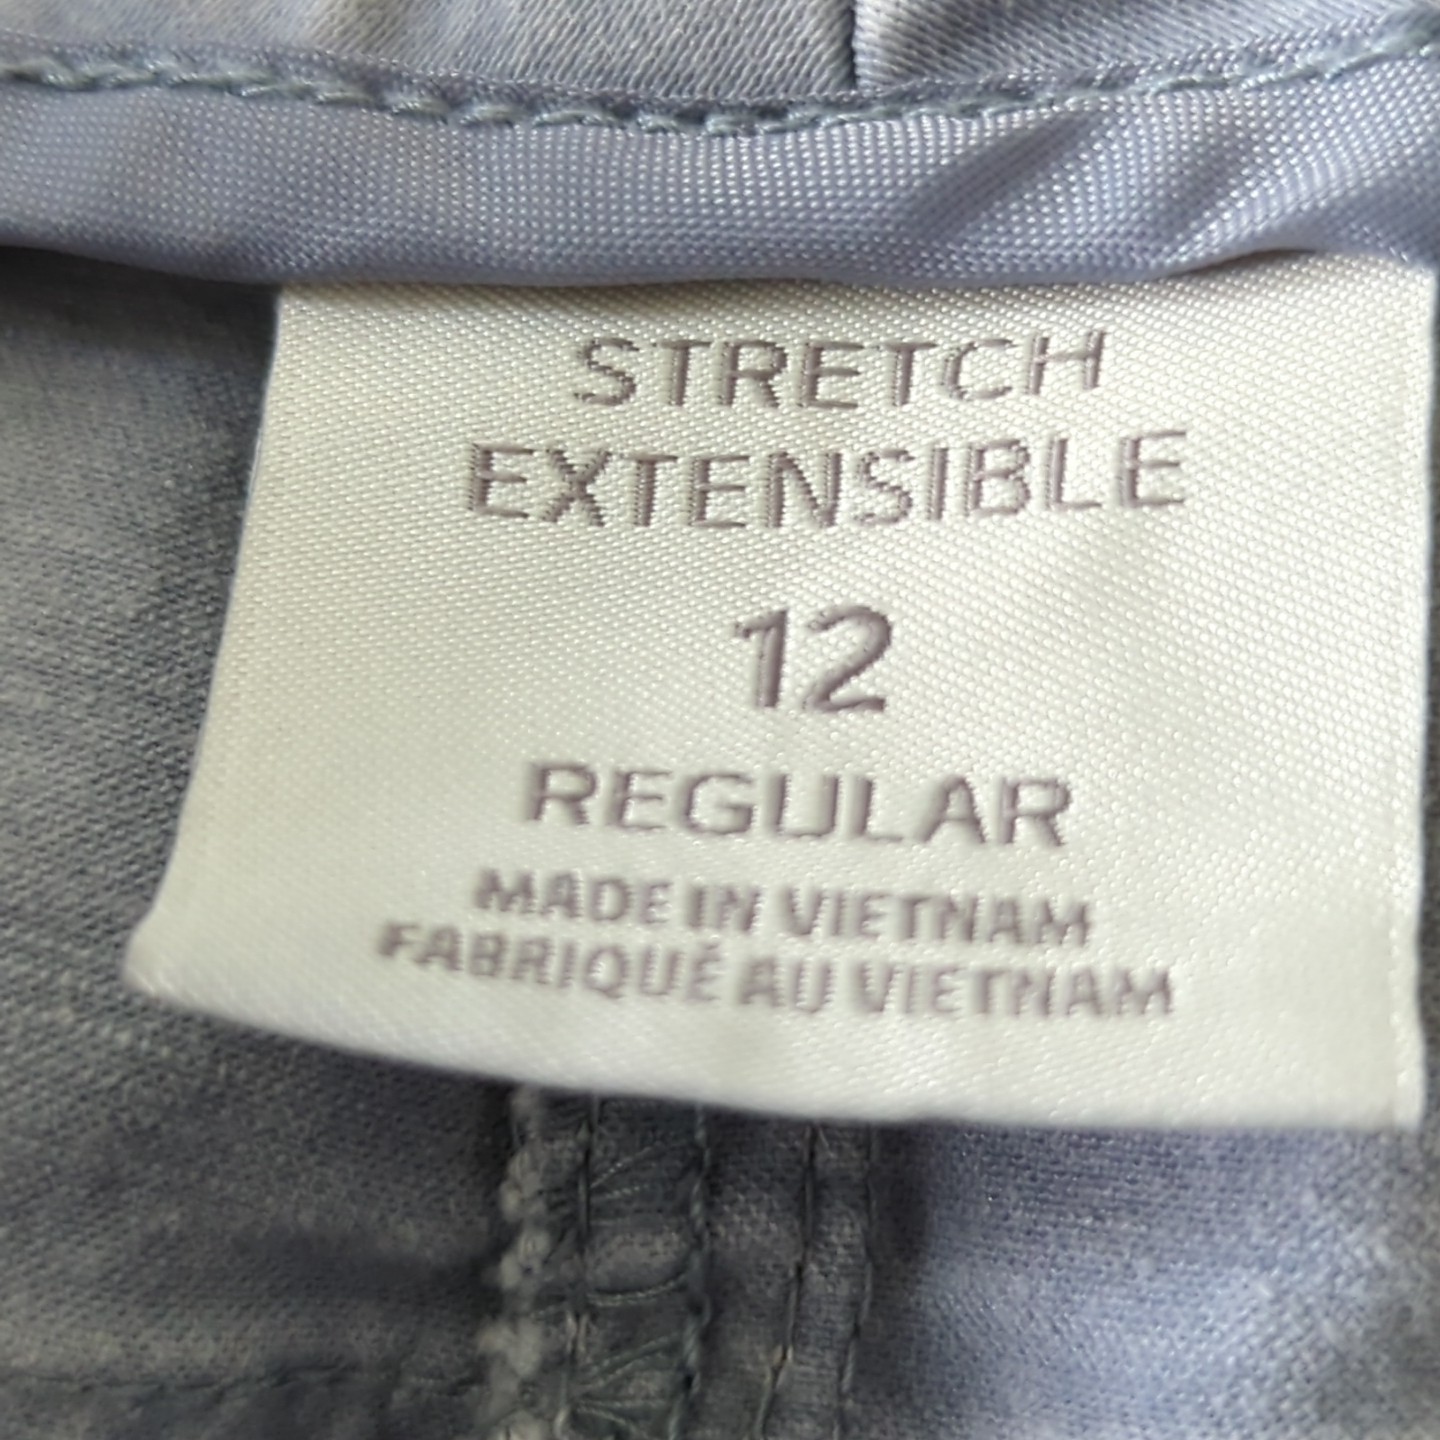 STRETCH
EXTENSIBLE
12
REGULAR
MADE IN VIETNAM
FABRIQUÉ AU VIETNAM